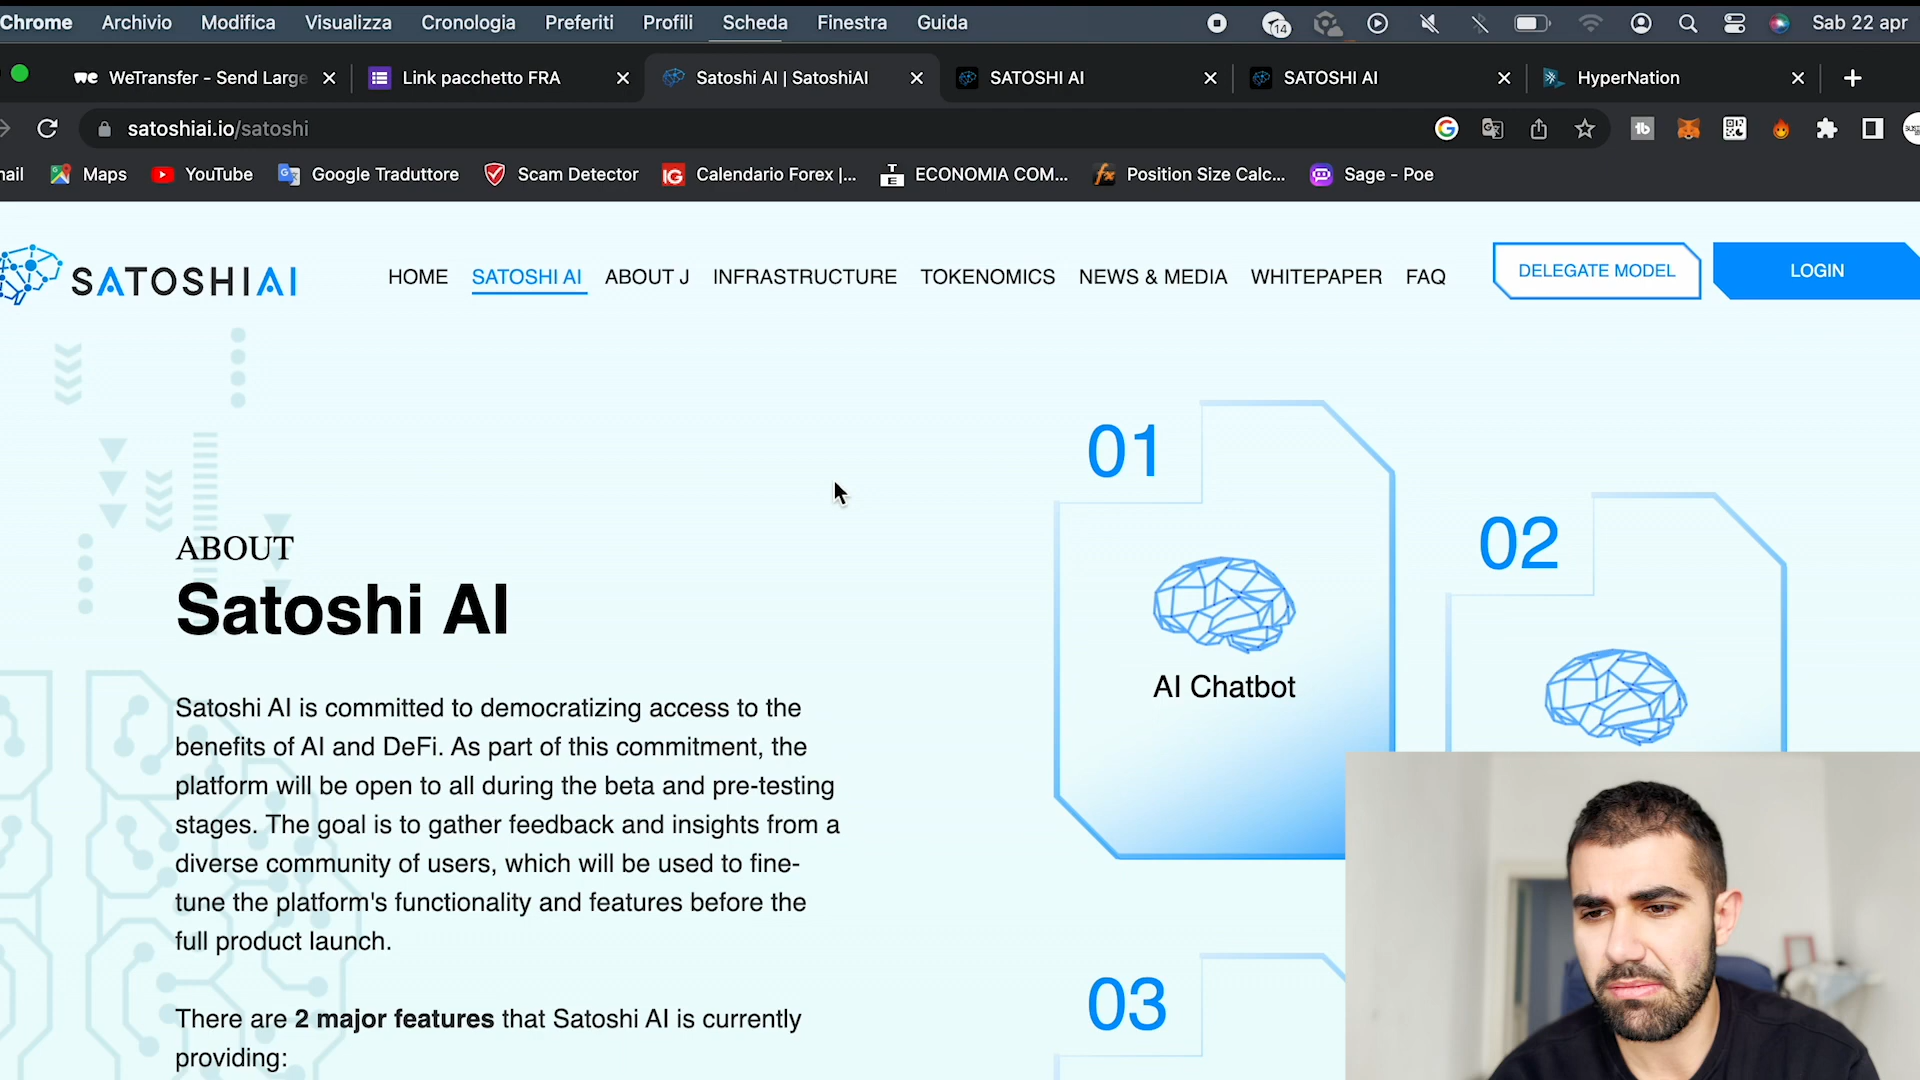 Chrome Archivio Modifica Visualizza Cronologia Preferiti Profili Scheda Finestra Guida 14 Sab 22 apr
WeTransfer - Send Large Link pacchetto FRA Satoshi AI | SatoshiAI SATOSHI AI SATOSHI AI HyperNation
satoshiai.io/satoshi
mail Maps YouTube Google Traduttore Scam Detector Calendario Forex |... ECONOMIA COM... Position Size Calc... Sage - Poe
SATOSHIAI HOME SATOSHI AI ABOUT J INFRASTRUCTURE TOKENOMICS NEWS & MEDIA WHITEPAPER FAQ DELEGATE MODEL LOGIN
ABOUT
Satoshi AI
Satoshi AI is committed to democratizing access to the
benefits of AI and DeFi. As part of this commitment, the
platform will be open to all during the beta and pre-testing
stages. The goal is to gather feedback and insights from a
diverse community of users, which will be used to fine-
tune the platform's functionality and features before the
full product launch.
There are 2 major features that Satoshi AI is currently
providing:
01
AI Chatbot
02
03